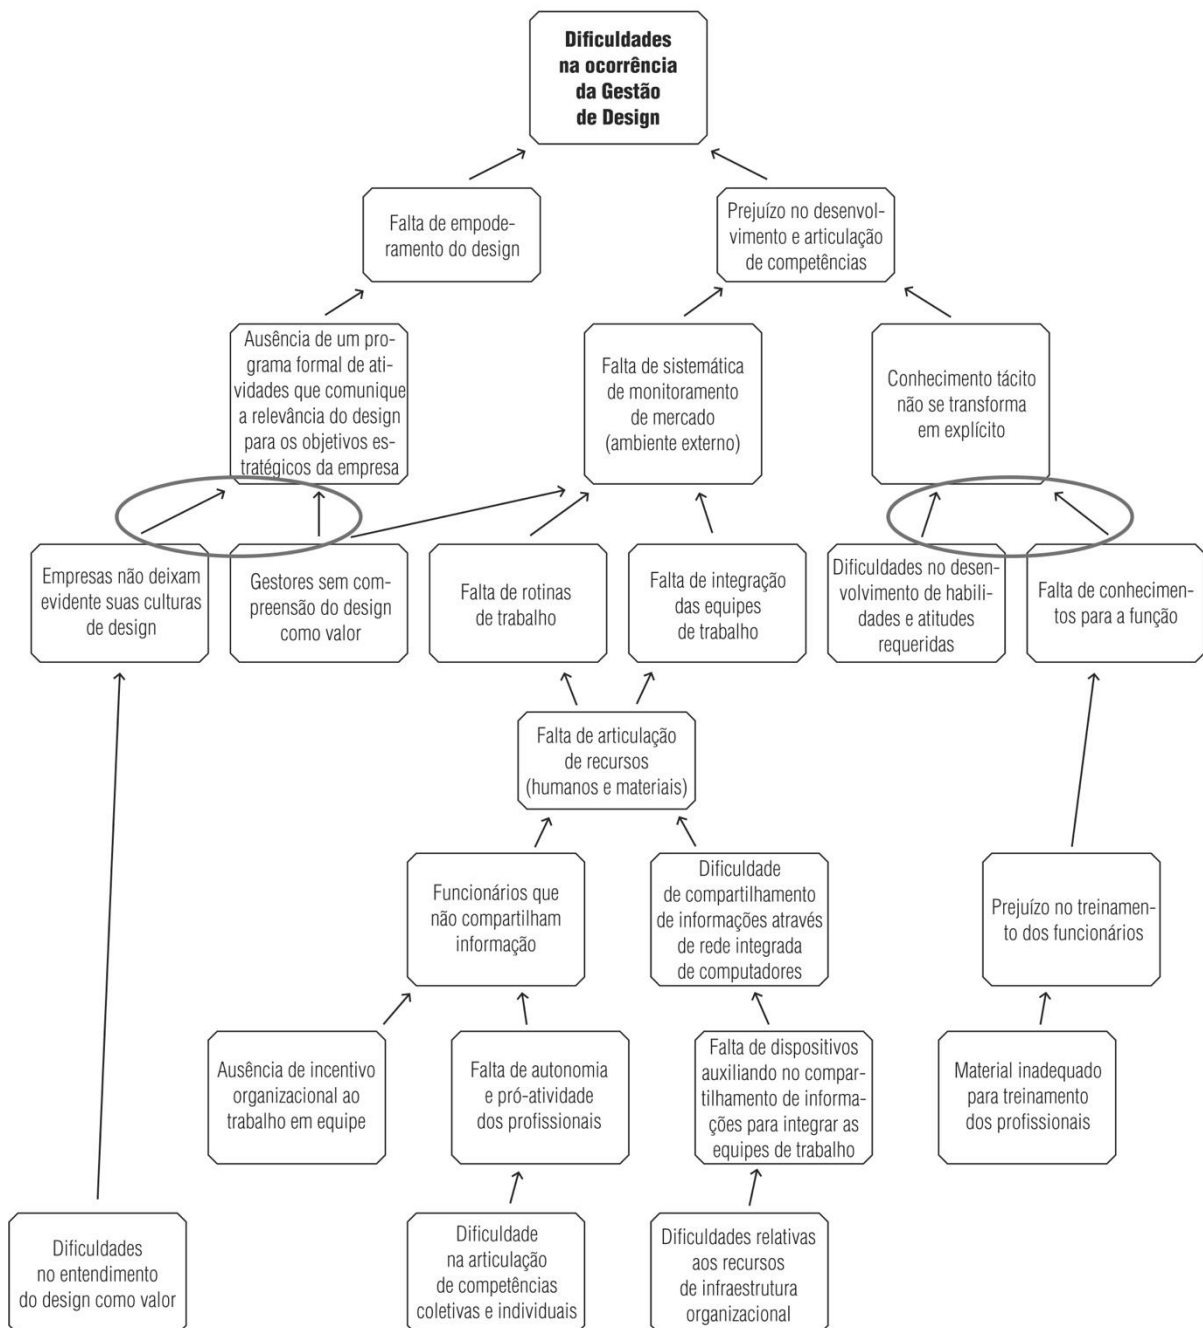 Dificuldades
na ocorrência
da Gestão
de Design
Falta de empode-
ramento do design
Prejuízo no desenvol-
vimento e articulação
de competências
Ausência de um pro-
grama formal de ati-
vidades que comunique
a relevância do design
para os objetivos es-
tratégicos da empresa
Falta de sistemática
de monitoramento
de mercado
(ambiente externo)
Conhecimento tácito
não se transforma
em explícito
Empresas não deixam
evidente suas culturas
de design
Gestores sem com-
preensão do design
como valor
Falta de rotinas
de trabalho
Falta de integração
das equipes
de trabalho
Dificuldades no desen-
volvimento de habili-
dades e atitudes
requeridas
Falta de conhecimen-
tos para a função
Falta de articulação
de recursos
(humanos e materiais)
Funcionários que
não compartilham
informação
Dificuldade
de compartilhamento
de informações através
de rede integrada
de computadores
Prejuízo no treinamen-
to dos funcionários
Ausência de incentivo
organizacional ao
trabalho em equipe
Falta de autonomia
e pró-atividade
dos profissionais
Falta de dispositivos
auxiliando no compar-
tilhamento de informa-
ções para integrar as
equipes de trabalho
Material inadequado
para treinamento
dos profissionais
Dificuldades
no entendimento
do design como valor
Dificuldade
na articulação
de competências
coletivas e individuais
Dificuldades relativas
aos recursos
de infraestrutura
organizacional